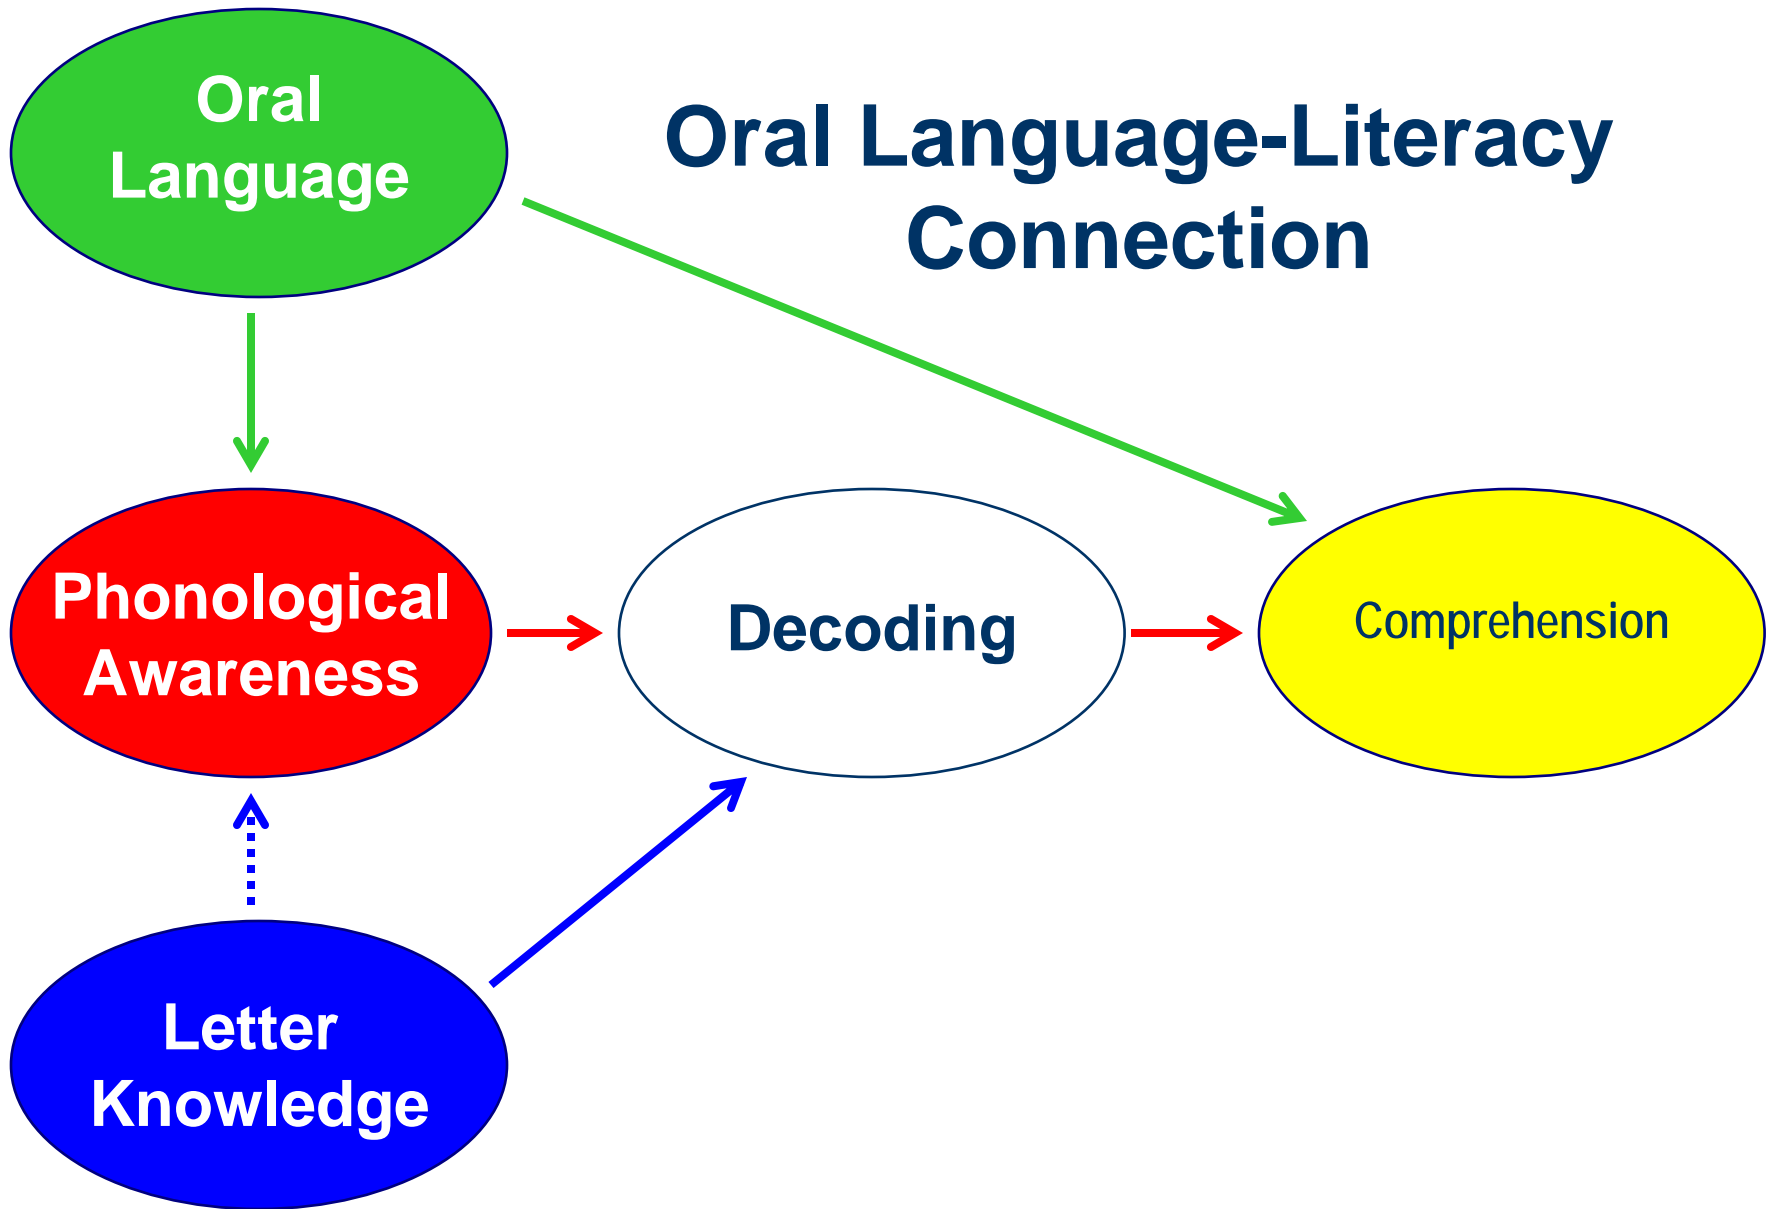 Oral
Language
Oral Language-Literacy
Connection
Phonological
Awareness
Decoding
Comprehension
Letter
Knowledge